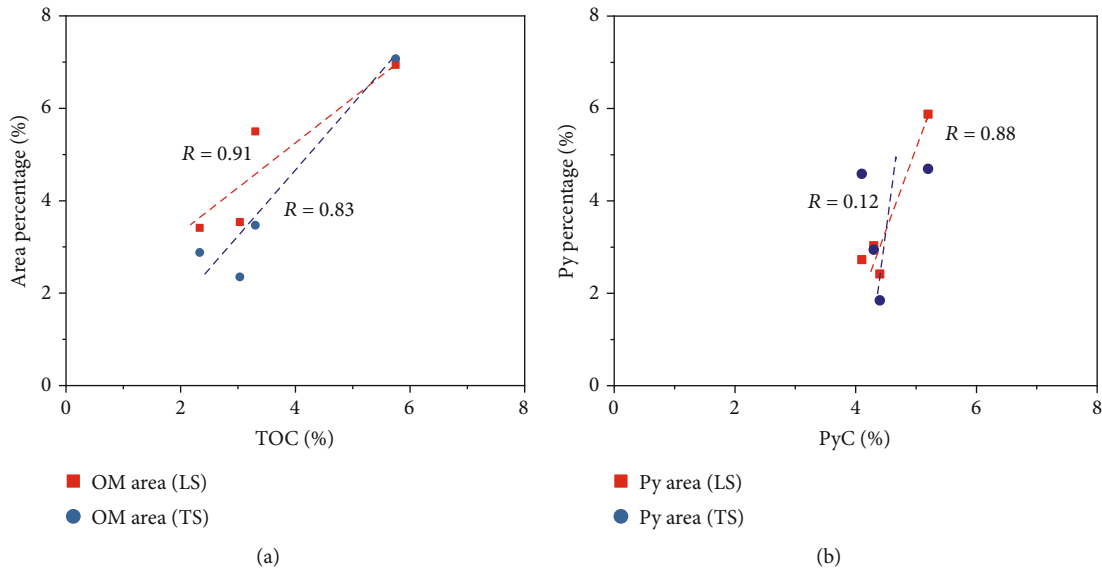 8
6
4
2
0
Area percentage (%)
R = 0.91
R = 0.83
0 2 4 6 8
TOC (%)
OM area (LS)
OM area (TS)
(a)
8
6
4
2
0
Py percentage (%)
R = 0.88
R = 0.12
0 2 4 6 8
PyC (%)
Py area (LS)
Py area (TS)
(b)